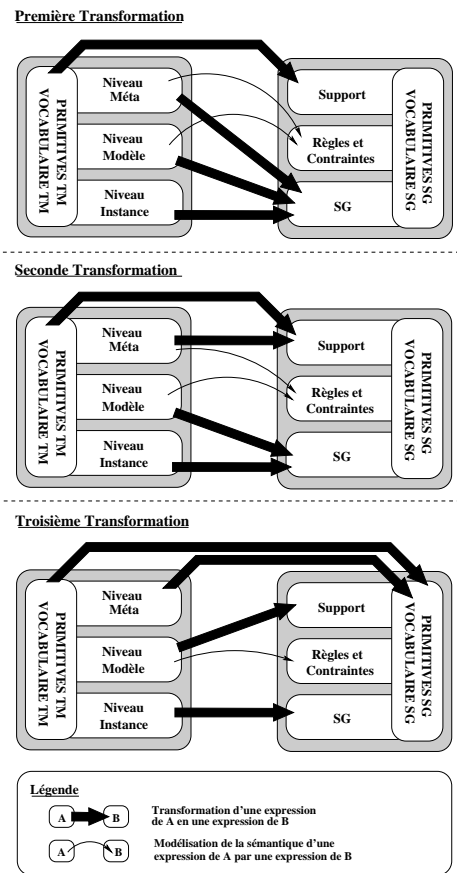 Première Transformation
PRIMITIVES TM
VOCABULAIRE TM
Niveau
Méta
Niveau
Modèle
Niveau
Instance
Support
Règles et
Contraintes
SG
PRIMITIVES SG
VOCABULAIRE SG
Seconde Transformation
PRIMITIVES TM
VOCABULAIRE TM
Niveau
Méta
Niveau
Modèle
Niveau
Instance
Support
Règles et
Contraintes
SG
PRIMITIVES SG
VOCABULAIRE SG
Troisième Transformation
PRIMITIVES TM
VOCABULAIRE TM
Niveau
Méta
Niveau
Modèle
Niveau
Instance
Support
Règles et
Contraintes
SG
PRIMITIVES SG
VOCABULAIRE SG
Légende
A B
Transformation d'une expression
de A en une expression de B
A B
Modélisation de la sémantique d'une
expression de A par une expression de B